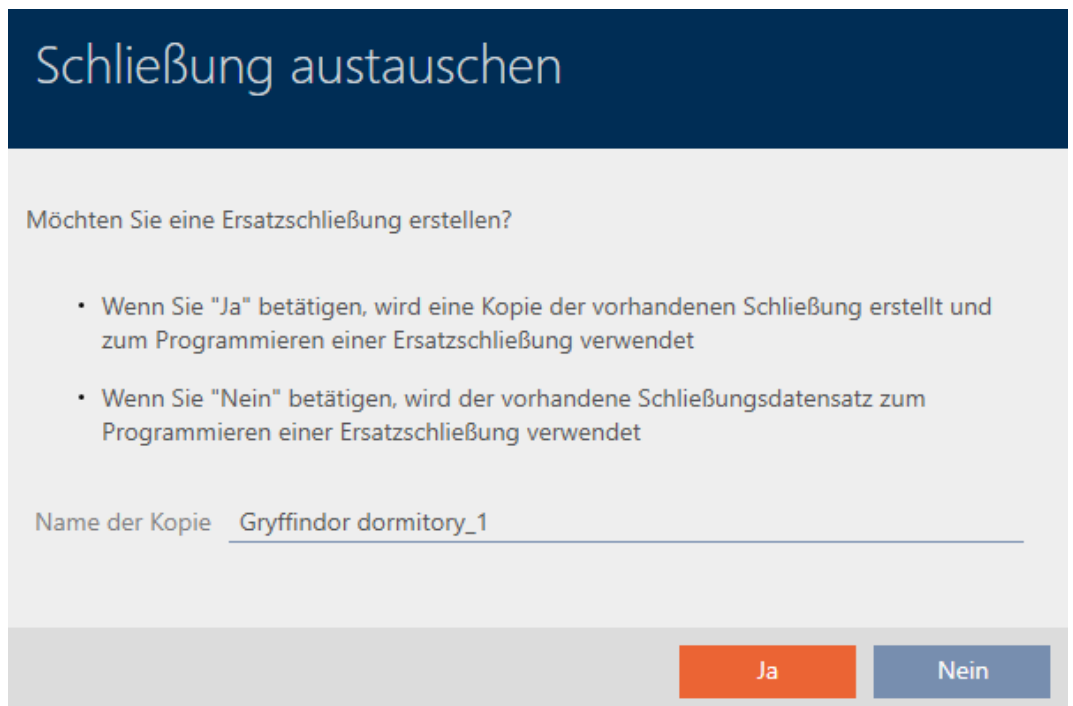 Schließung austauschen
Möchten Sie eine Ersatzschließung erstellen?
• Wenn Sie "Ja" betätigen, wird eine Kopie der vorhandenen Schließung erstellt und
zum Programmieren einer Ersatzschließung verwendet
• Wenn Sie "Nein" betätigen, wird der vorhandene Schließungsdatensatz zum
Programmieren einer Ersatzschließung verwendet
Name der Kopie Gryffindor dormitory_1
Ja Nein